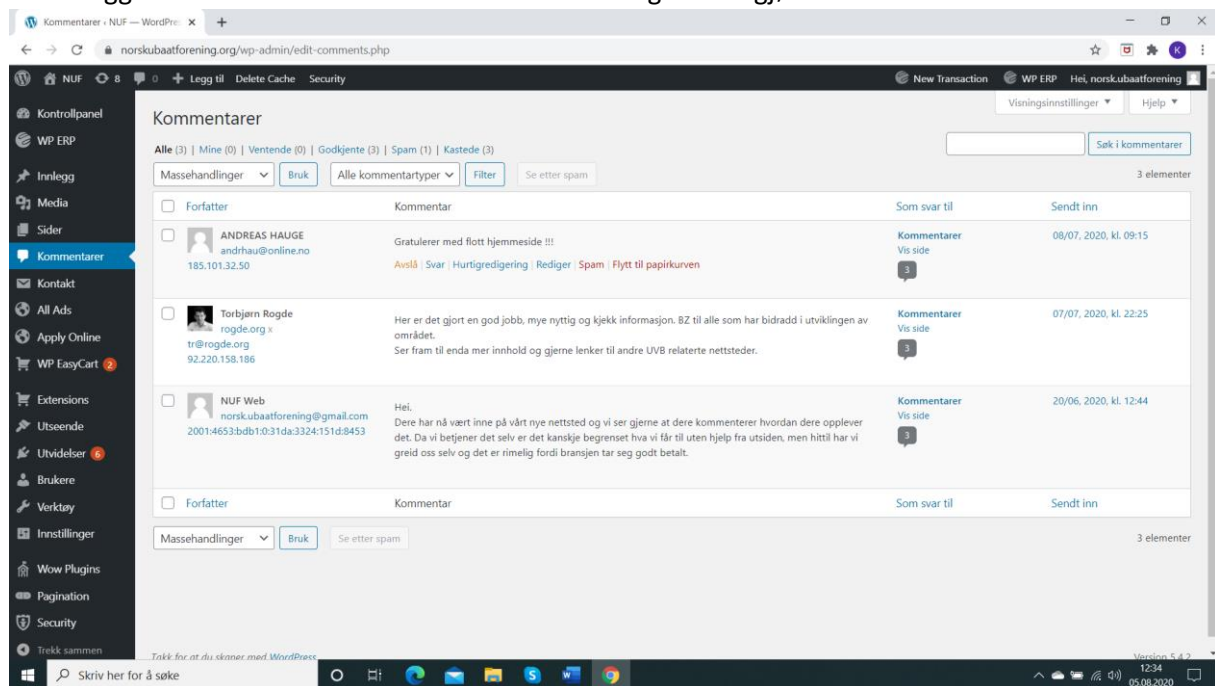 Kommentarer ‹ NUF — WordPre
norskubaatforening.org/wp-admin/edit-comments.php
K
NUF 8 0 + Legg til Delete Cache Security New Transaction WP ERP Hei, norsk.ubaatforening
Visningsinnstillinger Hjelp
Kontrollpanel
WP ERP
Innlegg
Media
Sider
Kommentarer
Kontakt
All Ads
Apply Online
WP EasyCart 2
Extensions
Utseende
Utvidelser 6
Brukere
Verktøy
Innstillinger
Wow Plugins
Pagination
Security
Trekk sammen
Kommentarer
Alle (3) | Mine (0) | Ventende (0) | Godkjente (3) | Spam (1) | Kastede (3)
Søk i kommentarer
Massehandlinger Bruk Alle kommentartyper Filter Se etter spam 3 elementer
Forfatter Kommentar Som svar til Sendt inn
ANDREAS HAUGE
andrhau@online.no
185.101.32.50
Gratulerer med flott hjemmeside !!!
Avslå | Svar | Hurtigredigering | Rediger | Spam | Flytt til papirkurven
Kommentarer
Vis side
3
08/07, 2020, kl. 09:15
Torbjørn Rogde
rogde.org x
tr@rogde.org
92.220.158.186
Her er det gjort en god jobb, mye nyttig og kjekk informasjon. BZ til alle som har bidradd i utviklingen av
området.
Ser fram til enda mer innhold og gjerne lenker til andre UVB relaterte nettsteder.
Kommentarer
Vis side
3
07/07, 2020, kl. 22:25
NUF Web
norsk.ubaatforening@gmail.com
2001:4653:bdb1:0:31da:3324:151d:8453
Hei.
Dere har nå vært inne på vårt nye nettsted og vi ser gjerne at dere kommenterer hvordan dere opplever
det. Da vi betjener det selv er det kanskje begrenset hva vi får til uten hjelp fra utsiden, men hittil har vi
greid oss selv og det er rimelig fordi bransjen tar seg godt betalt.
Kommentarer
Vis side
3
20/06, 2020, kl. 12:44
Forfatter Kommentar Som svar til Sendt inn
Massehandlinger Bruk Se etter spam 3 elementer
Takk for at du skaper med WordPress Version 5.4.2
Skriv her for å søke
12:34
05.08.2020